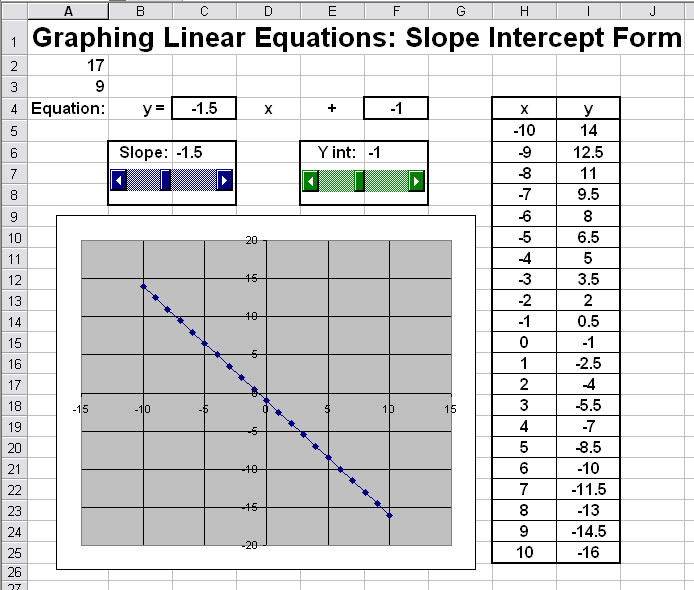 A B C D E F G H I J
1 Graphing Linear Equations: Slope Intercept Form
2 17
3 9
4 Equation: y = -1.5 x + -1 x y
5 -10 14
6 Slope: -1.5 Y int: -1 -9 12.5
7 -8 11
8 -7 9.5
9 -6 8
10 -5 6.5
11 -4 5
12 -3 3.5
13 -2 2
14 -1 0.5
15 0 -1
16 1 -2.5
17 2 -4
18 3 -5.5
19 4 -7
20 5 -8.5
21 6 -10
22 7 -11.5
23 8 -13
24 9 -14.5
25 10 -16
26
27
20
15
10
5
0
-15 -10 -5 0 5 10 15
-5
-10
-15
-20